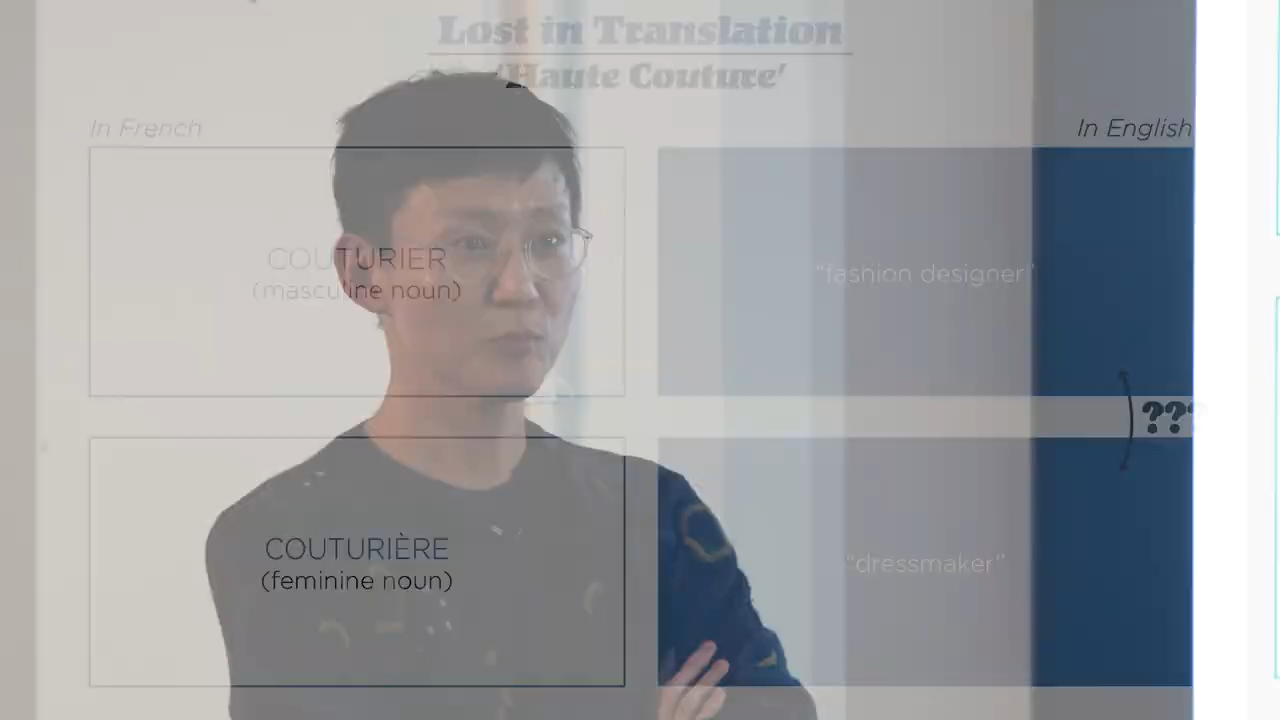 Lost in Translation
'Haute Couture'
In French
In English
COUTURIER
(masculine noun)
"fashion designer"
???
COUTURIÈRE
(feminine noun)
"dressmaker"